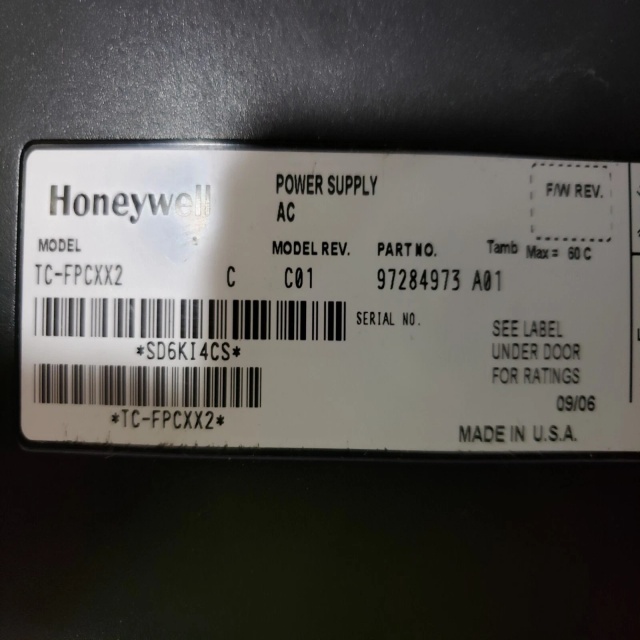 Honeywell
POWER SUPPLY
AC
F/W REV.
MODEL
MODEL REV.
PART NO.
Tamb Max = 60 C
TC-FPCXX2 C C01 97284973 A01
SERIAL NO.
*SD6KI4CS*
SEE LABEL
UNDER DOOR
FOR RATINGS
*TC-FPCXX2*
09/06
MADE IN U.S.A.